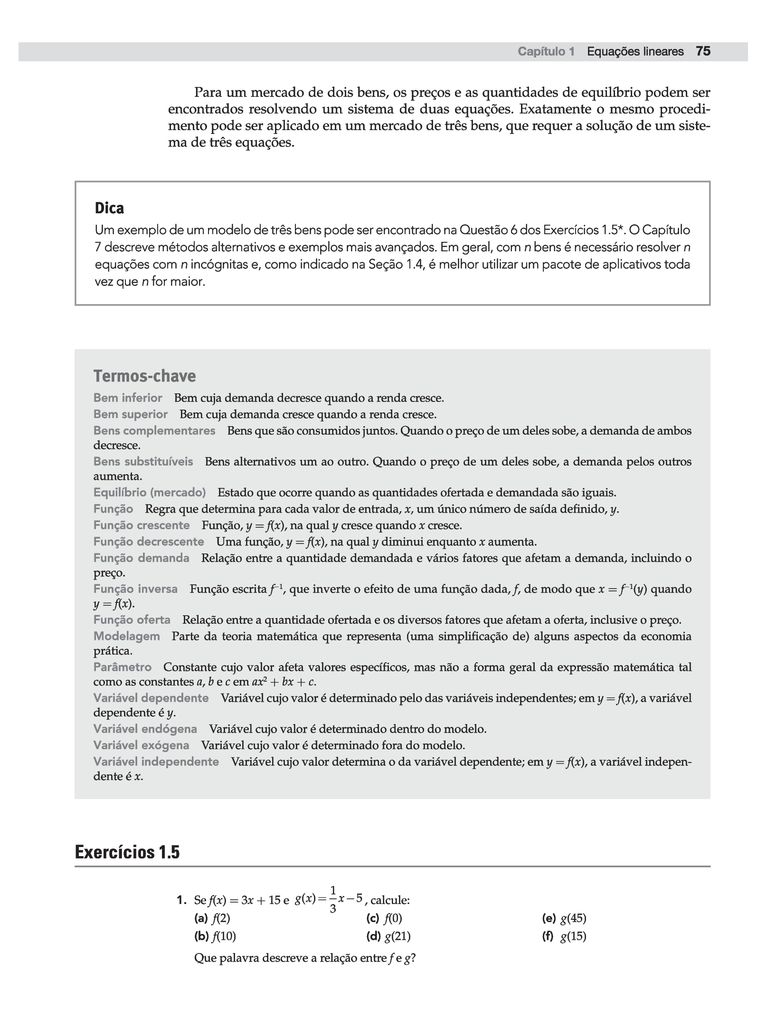 Capítulo 1 Equações lineares 75
Para um mercado de dois bens, os preços e as quantidades de equilíbrio podem ser
encontrados resolvendo um sistema de duas equações. Exatamente o mesmo procedi-
mento pode ser aplicado em um mercado de três bens, que requer a solução de um siste-
ma de três equações.
Dica
Um exemplo de um modelo de três bens pode ser encontrado na Questão 6 dos Exercícios 1.5*. O Capítulo
7 descreve métodos alternativos e exemplos mais avançados. Em geral, com n bens é necessário resolver n
equações com n incógnitas e, como indicado na Seção 1.4, é melhor utilizar um pacote de aplicativos toda
vez que n for maior.
Termos-chave
Bem inferior Bem cuja demanda decresce quando a renda cresce.
Bem superior Bem cuja demanda cresce quando a renda cresce.
Bens complementares Bens que são consumidos juntos. Quando o preço de um deles sobe, a demanda de ambos
decresce.
Bens substituíveis Bens alternativos um ao outro. Quando o preço de um deles sobe, a demanda pelos outros
aumenta.
Equilíbrio (mercado) Estado que ocorre quando as quantidades ofertada e demandada são iguais.
Função Regra que determina para cada valor de entrada, x, um único número de saída definido, y.
Função crescente Função, y = f(x), na qual y cresce quando x cresce.
Função decrescente Uma função, y = f(x), na qual y diminui enquanto x aumenta.
Função demanda Relação entre a quantidade demandada e vários fatores que afetam a demanda, incluindo o
preço.
Função inversa Função escrita f⁻¹, que inverte o efeito de uma função dada, f, de modo que x = f⁻¹(y) quando
y = f(x).
Função oferta Relação entre a quantidade ofertada e os diversos fatores que afetam a oferta, inclusive o preço.
Modelagem Parte da teoria matemática que representa (uma simplificação de) alguns aspectos da economia
prática.
Parâmetro Constante cujo valor afeta valores específicos, mas não a forma geral da expressão matemática tal
como as constantes a, b e c em ax² + bx + c.
Variável dependente Variável cujo valor é determinado pelo das variáveis independentes; em y = f(x), a variável
dependente é y.
Variável endógena Variável cujo valor é determinado dentro do modelo.
Variável exógena Variável cujo valor é determinado fora do modelo.
Variável independente Variável cujo valor determina o da variável dependente; em y = f(x), a variável indepen-
dente é x.
Exercícios 1.5
1. Se f(x) = 3x + 15 e g(x) = 1/3 x − 5, calcule:
(a) f(2) (c) f(0) (e) g(45)
(b) f(10) (d) g(21) (f) g(15)
Que palavra descreve a relação entre f e g?